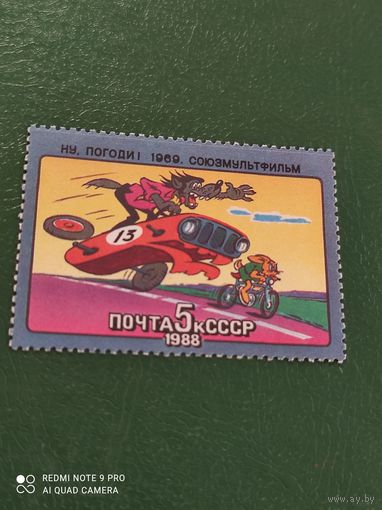 НУ, ПОГОДИ! 1969. СОЮЗМУЛЬТФИЛЬМ
13
ПОЧТА 5К СССР
1988
REDMI NOTE 9 PRO
AI QUAD CAMERA
www.ay.by